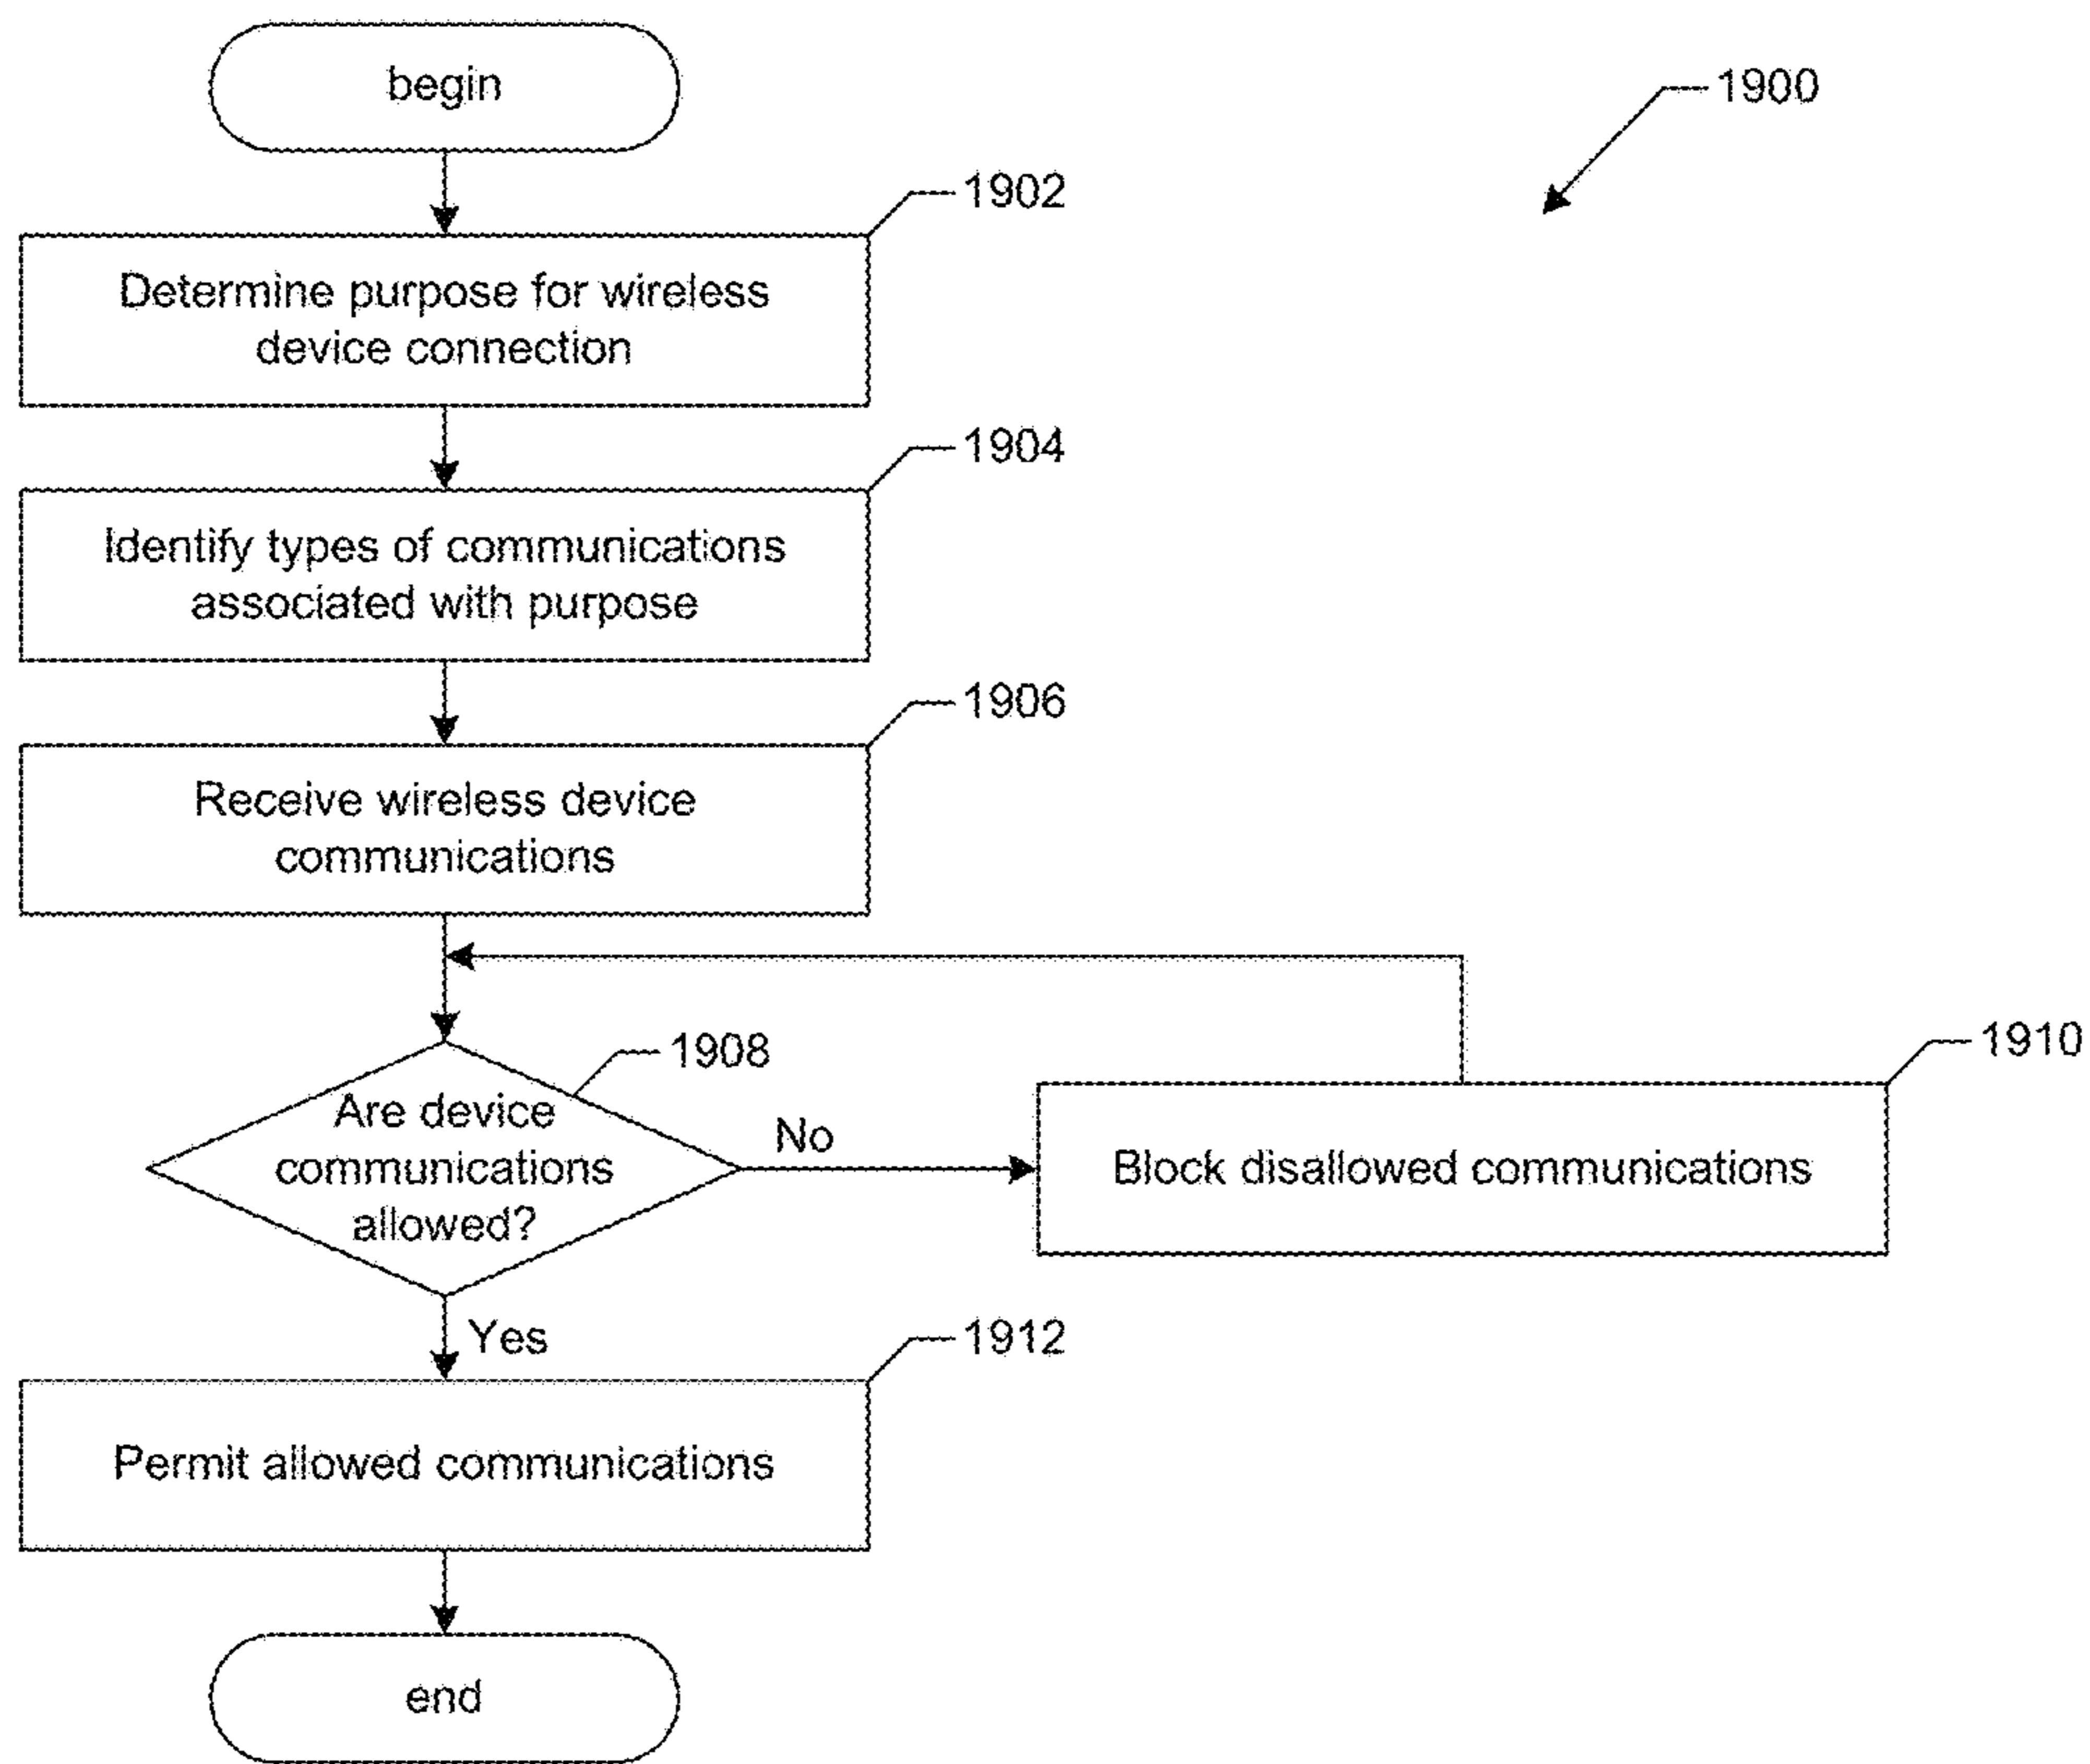 begin
1900
1902
Determine purpose for wireless
device connection
1904
Identify types of communications
associated with purpose
1906
Receive wireless device
communications
1908
Are device
communications
allowed?
No
1910
Block disallowed communications
Yes
1912
Permit allowed communications
end